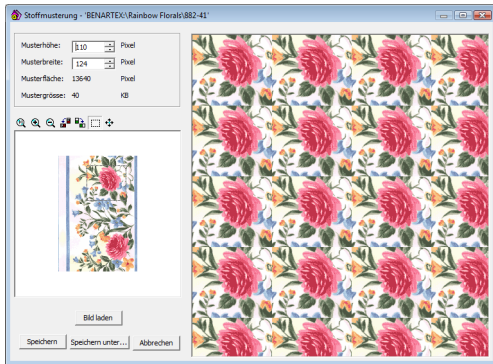 Stoffmusterung - 'BENARTEX:\Rainbow Florals\882-41'
Musterhöhe: 110 Pixel
Musterbreite: 124 Pixel
Musterfläche: 13640 Pixel
Mustergrösse: 40 KB
Bild laden
Speichern Speichern unter... Abbrechen